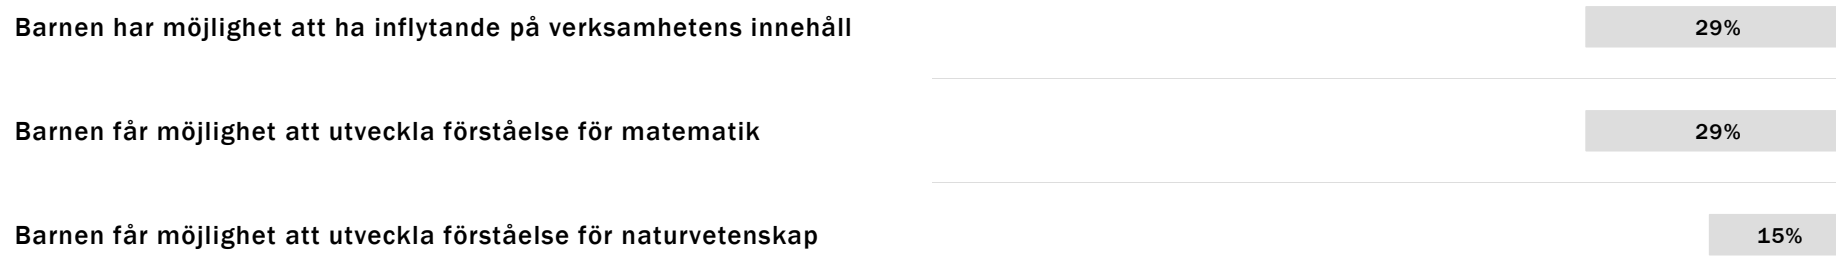 Barnen har möjlighet att ha inflytande på verksamhetens innehåll 29%
Barnen får möjlighet att utveckla förståelse för matematik 29%
Barnen får möjlighet att utveckla förståelse för naturvetenskap 15%